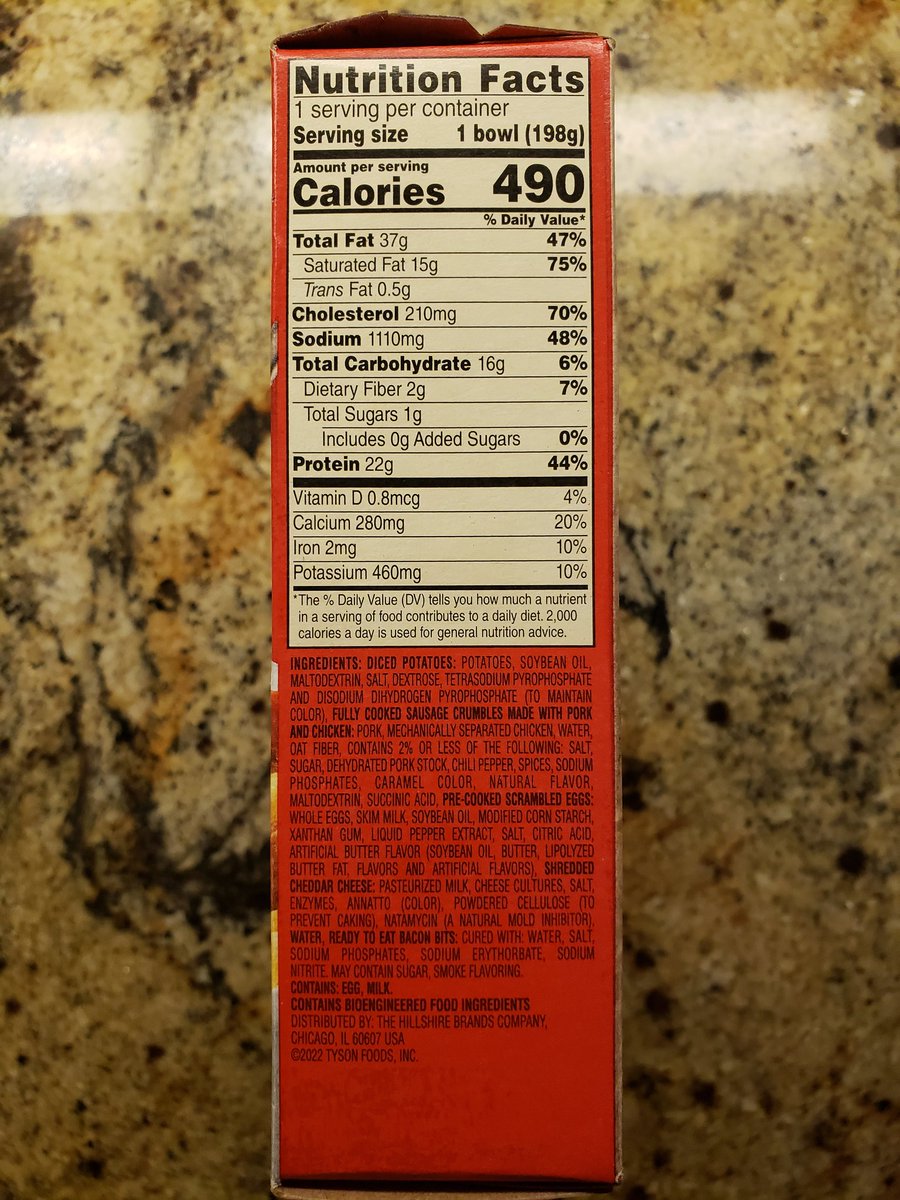 Nutrition Facts
1 serving per container
Serving size 1 bowl (198g)
Amount per serving
Calories 490
% Daily Value*
Total Fat 37g 47%
Saturated Fat 15g 75%
Trans Fat 0.5g
Cholesterol 210mg 70%
Sodium 1110mg 48%
Total Carbohydrate 16g 6%
Dietary Fiber 2g 7%
Total Sugars 1g
Includes 0g Added Sugars 0%
Protein 22g 44%
Vitamin D 0.8mcg 4%
Calcium 280mg 20%
Iron 2mg 10%
Potassium 460mg 10%
*The % Daily Value (DV) tells you how much a nutrient
in a serving of food contributes to a daily diet. 2,000
calories a day is used for general nutrition advice.
INGREDIENTS: DICED POTATOES: POTATOES, SOYBEAN OIL,
MALTODEXTRIN, SALT, DEXTROSE, TETRASODIUM PYROPHOSPHATE
AND DISODIUM DIHYDROGEN PYROPHOSPHATE (TO MAINTAIN
COLOR), FULLY COOKED SAUSAGE CRUMBLES MADE WITH PORK
AND CHICKEN: PORK, MECHANICALLY SEPARATED CHICKEN, WATER,
OAT FIBER, CONTAINS 2% OR LESS OF THE FOLLOWING: SALT,
SUGAR, DEHYDRATED PORK STOCK, CHILI PEPPER, SPICES, SODIUM
PHOSPHATES, CARAMEL COLOR, NATURAL FLAVOR,
MALTODEXTRIN, SUCCINIC ACID, PRE-COOKED SCRAMBLED EGGS:
WHOLE EGGS, SKIM MILK, SOYBEAN OIL, MODIFIED CORN STARCH,
XANTHAN GUM, LIQUID PEPPER EXTRACT, SALT, CITRIC ACID,
ARTIFICIAL BUTTER FLAVOR (SOYBEAN OIL, BUTTER, LIPOLYZED
BUTTER FAT, FLAVORS AND ARTIFICIAL FLAVORS), SHREDDED
CHEDDAR CHEESE: PASTEURIZED MILK, CHEESE CULTURES, SALT,
ENZYMES, ANNATTO (COLOR), POWDERED CELLULOSE (TO
PREVENT CAKING), NATAMYCIN (A NATURAL MOLD INHIBITOR),
WATER, READY TO EAT BACON BITS: CURED WITH: WATER, SALT,
SODIUM PHOSPHATES, SODIUM ERYTHORBATE, SODIUM
NITRITE. MAY CONTAIN SUGAR, SMOKE FLAVORING.
CONTAINS: EGG, MILK.
CONTAINS BIOENGINEERED FOOD INGREDIENTS
DISTRIBUTED BY: THE HILLSHIRE BRANDS COMPANY,
CHICAGO, IL 60607 USA
©2022 TYSON FOODS, INC.